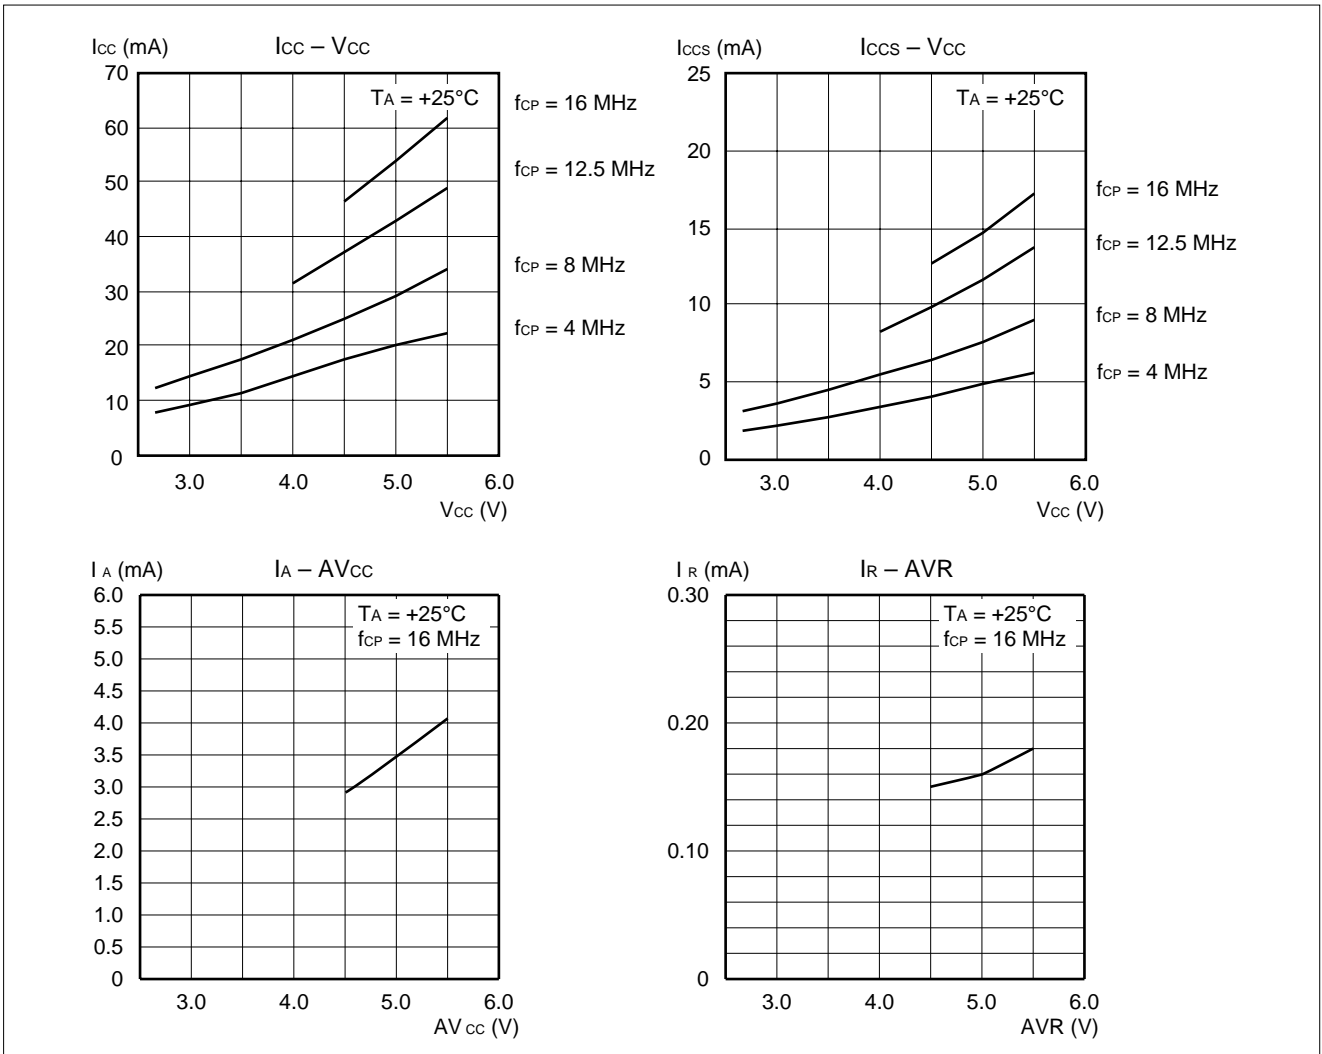 Icc (mA)
Icc – Vcc
70
60
50
40
30
20
10
0
TA = +25°C
fCP = 16 MHz
fCP = 12.5 MHz
fCP = 8 MHz
fCP = 4 MHz
3.0 4.0 5.0 6.0
Vcc (V)
Iccs (mA)
Iccs – Vcc
25
20
15
10
5
0
TA = +25°C
fCP = 16 MHz
fCP = 12.5 MHz
fCP = 8 MHz
fCP = 4 MHz
3.0 4.0 5.0 6.0
Vcc (V)
I A (mA)
IA – AVcc
6.0
5.5
5.0
4.5
4.0
3.5
3.0
2.5
2.0
1.5
1.0
0.5
0
TA = +25°C
fCP = 16 MHz
3.0 4.0 5.0 6.0
AV cc (V)
I R (mA)
IR – AVR
0.30
0.20
0.10
0
TA = +25°C
fCP = 16 MHz
3.0 4.0 5.0 6.0
AVR (V)